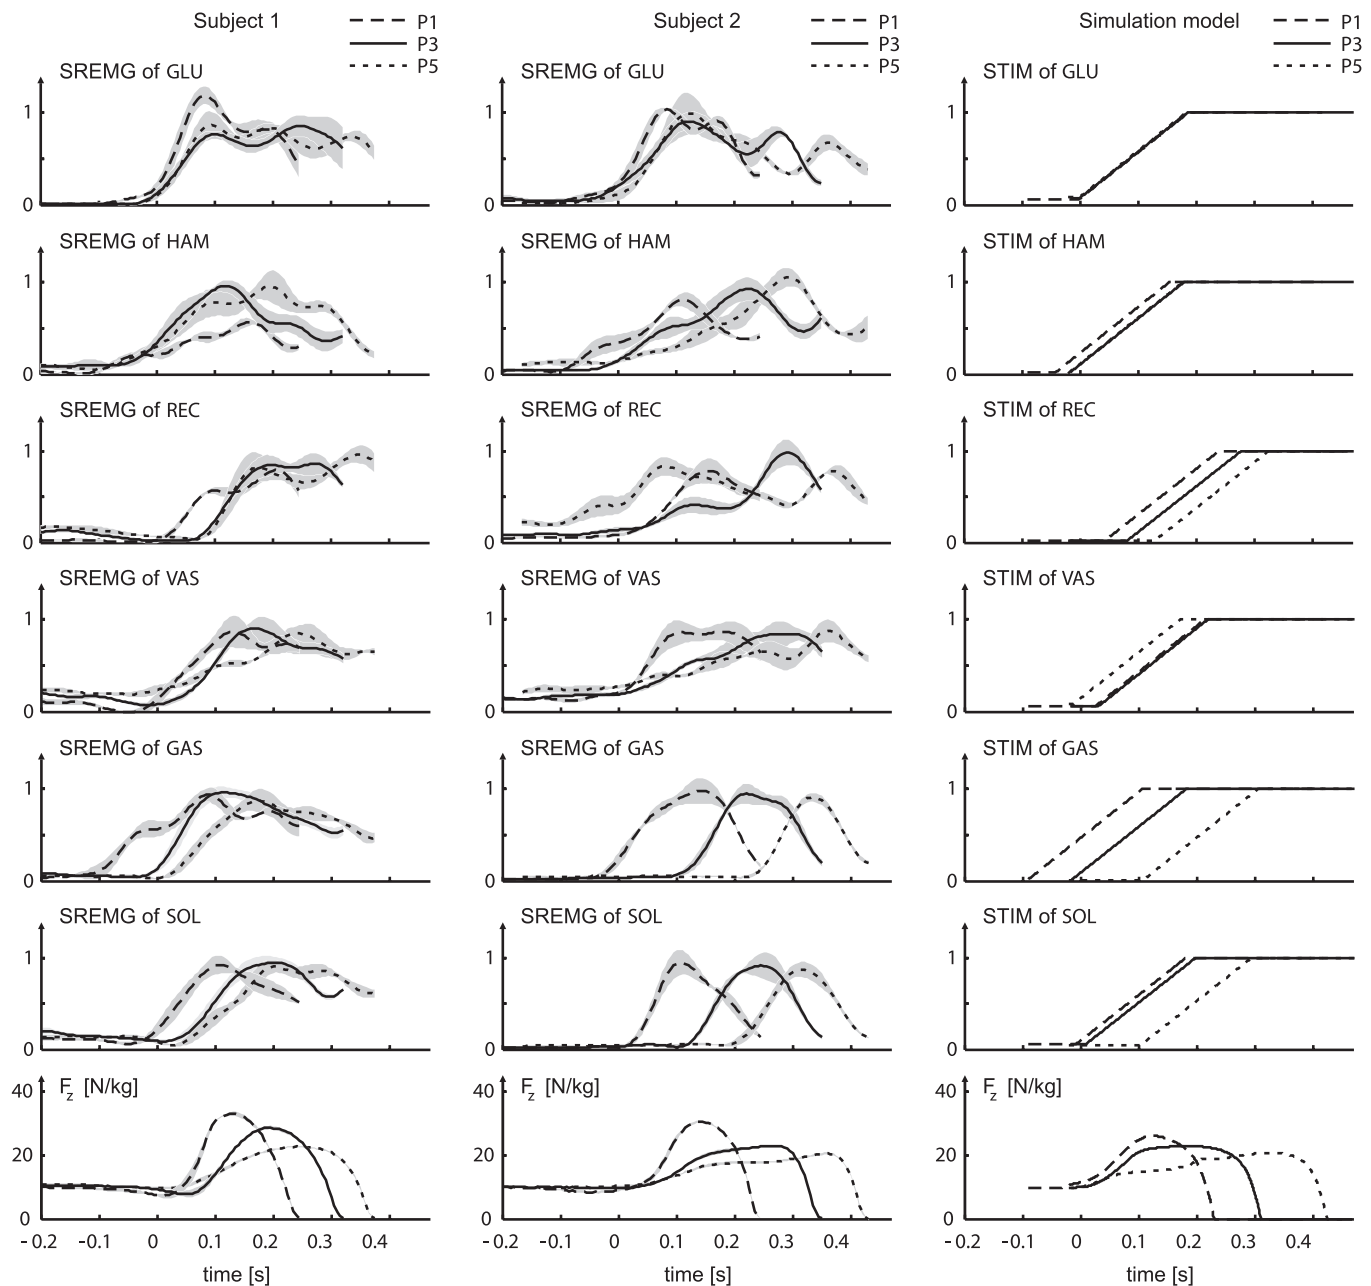 Subject 1
P1
P3
P5
Subject 2
P1
P3
P5
Simulation model
P1
P3
P5
SREMG of GLU
1
0
SREMG of GLU
1
0
STIM of GLU
1
0
SREMG of HAM
1
0
SREMG of HAM
1
0
STIM of HAM
1
0
SREMG of REC
1
0
SREMG of REC
1
0
STIM of REC
1
0
SREMG of VAS
1
0
SREMG of VAS
1
0
STIM of VAS
1
0
SREMG of GAS
1
0
SREMG of GAS
1
0
STIM of GAS
1
0
SREMG of SOL
1
0
SREMG of SOL
1
0
STIM of SOL
1
0
Fz [N/kg]
40
20
0
-0.2 -0.1 0 0.1 0.2 0.3 0.4
time [s]
Fz [N/kg]
40
20
0
-0.2 -0.1 0 0.1 0.2 0.3 0.4
time [s]
Fz [N/kg]
40
20
0
-0.2 -0.1 0 0.1 0.2 0.3 0.4
time [s]